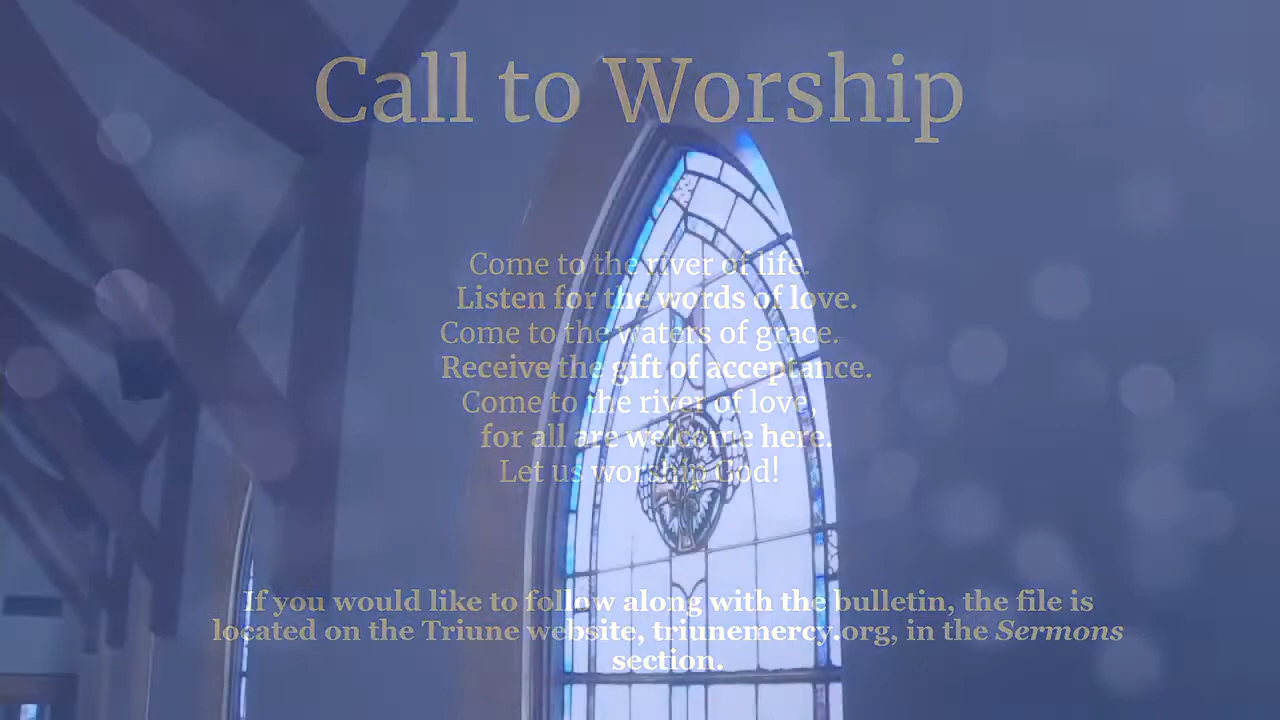 Call to Worship
Come to the river of life.
Listen for the words of love.
Come to the waters of grace.
Receive the gift of acceptance.
Come to the river of love,
for all are welcome here.
Let us worship God!
If you would like to follow along with the bulletin, the file is
located on the Triune website, triunemercy.org, in the Sermons
section.